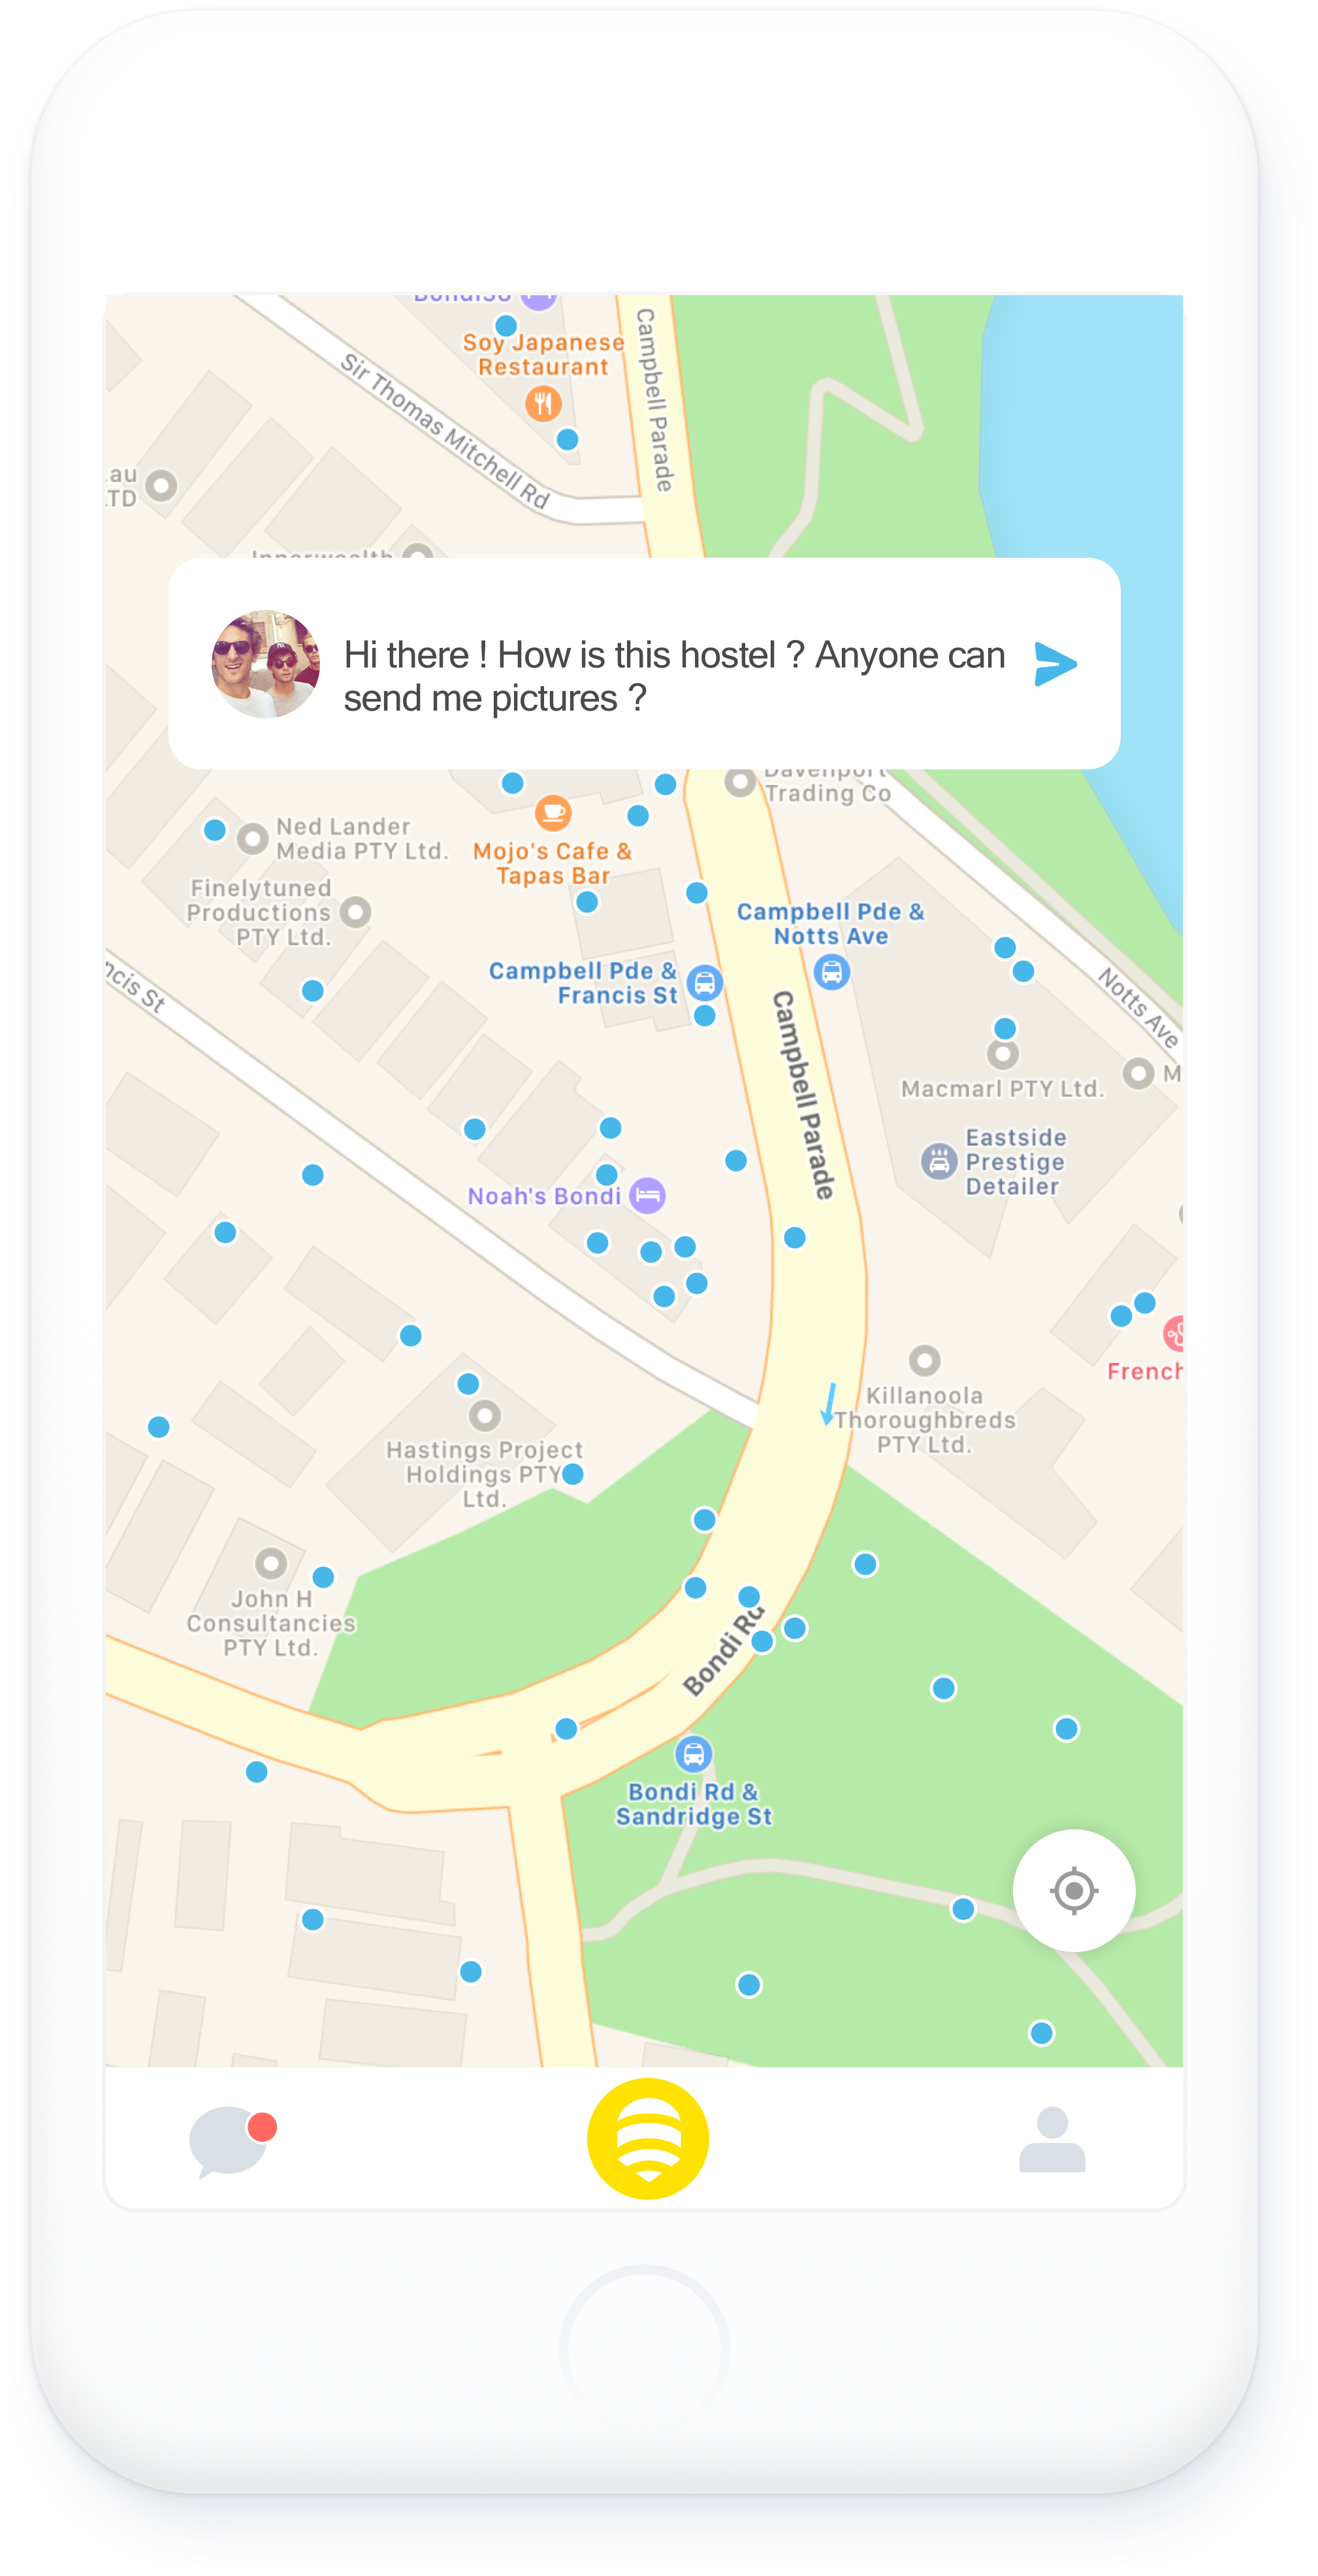 Bondi38
Soy Japanese
Restaurant
Campbell Parade
Sir Thomas Mitchell Rd
au
TD
Innerwealth
Hi there ! How is this hostel ? Anyone can
send me pictures ?
Davenport
Trading Co
Ned Lander
Media PTY Ltd.
Mojo's Cafe &
Tapas Bar
Finelytuned
Productions
PTY Ltd.
Campbell Pde &
Notts Ave
Campbell Pde &
Francis St
ncis St
Notts Ave
Campbell Parade
Macmarl PTY Ltd.
M
Eastside
Prestige
Detailer
Noah's Bondi
French
Killanoola
Thoroughbreds
PTY Ltd.
Hastings Project
Holdings PTY
Ltd.
John H
Consultancies
PTY Ltd.
Bondi Rd
Bondi Rd &
Sandridge St